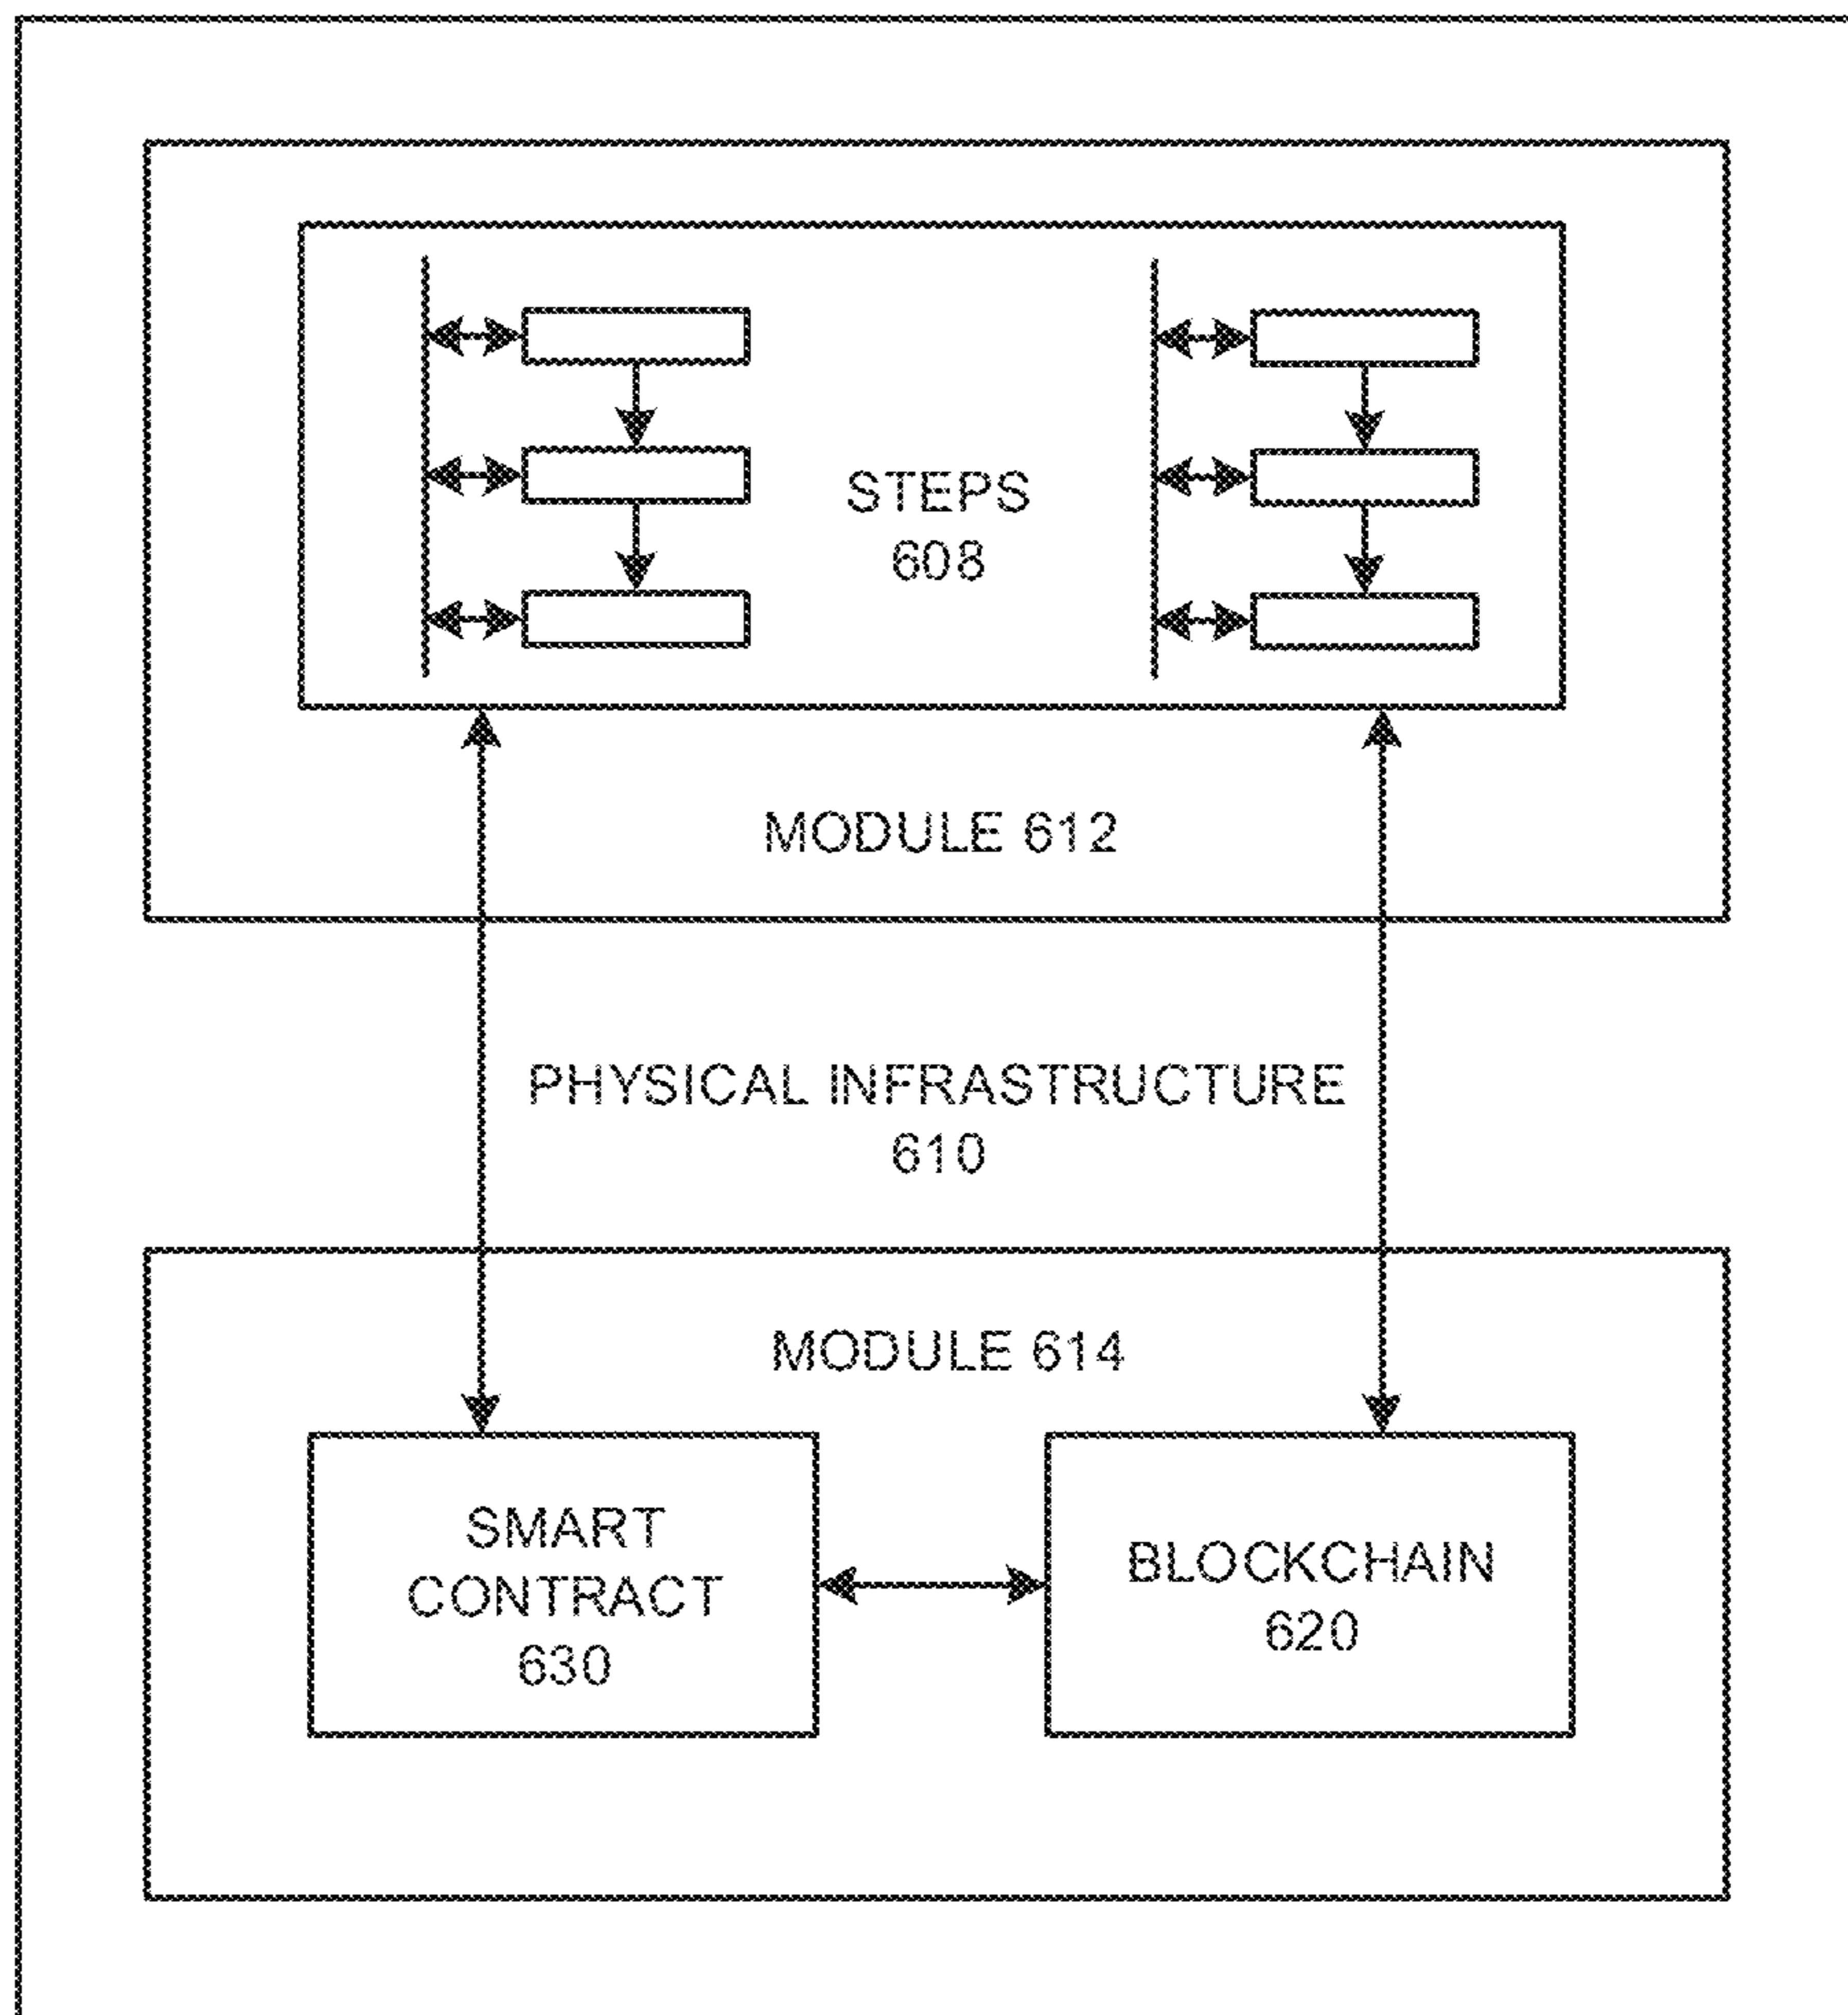 STEPS
608
MODULE 612
PHYSICAL INFRASTRUCTURE
610
MODULE 614
SMART
CONTRACT
630
BLOCKCHAIN
620